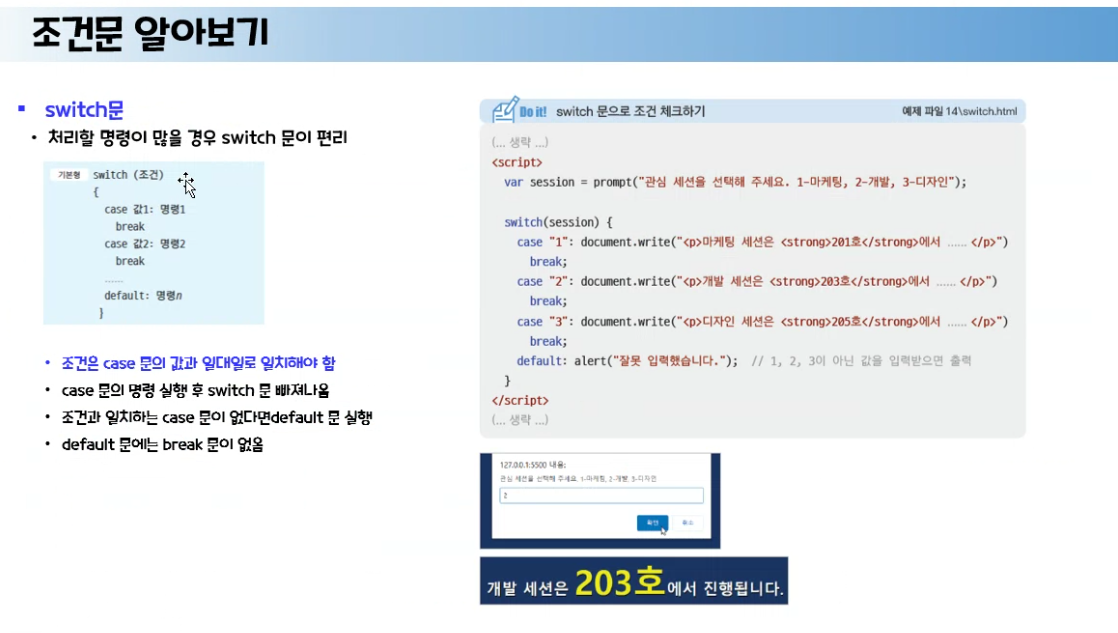 조건문 알아보기
▪ switch문
• 처리할 명령이 많을 경우 switch 문이 편리
기본형 switch (조건)
{
case 값1: 명령1
break
case 값2: 명령2
break
......
default: 명령n
}
• 조건은 case 문의 값과 일대일로 일치해야 함
• case 문의 명령 실행 후 switch 문 빠져나옴
• 조건과 일치하는 case 문이 없다면default 문 실행
• default 문에는 break 문이 없음
Do it! switch 문으로 조건 체크하기 예제 파일 14\switch.html
(... 생략 ...)
<script>
var session = prompt("관심 세션을 선택해 주세요. 1-마케팅, 2-개발, 3-디자인");
switch(session) {
case "1": document.write("<p>마케팅 세션은 <strong>201호</strong>에서 ...... </p>")
break;
case "2": document.write("<p>개발 세션은 <strong>203호</strong>에서 ...... </p>")
break;
case "3": document.write("<p>디자인 세션은 <strong>205호</strong>에서 ...... </p>")
break;
default: alert("잘못 입력했습니다."); // 1, 2, 3이 아닌 값을 입력받으면 출력
}
</script>
(... 생략 ...)
127.0.0.1:5500 내용:
관심 세션을 선택해 주세요. 1-마케팅, 2-개발, 3-디자인
2
확인 취소
개발 세션은 203호에서 진행됩니다.